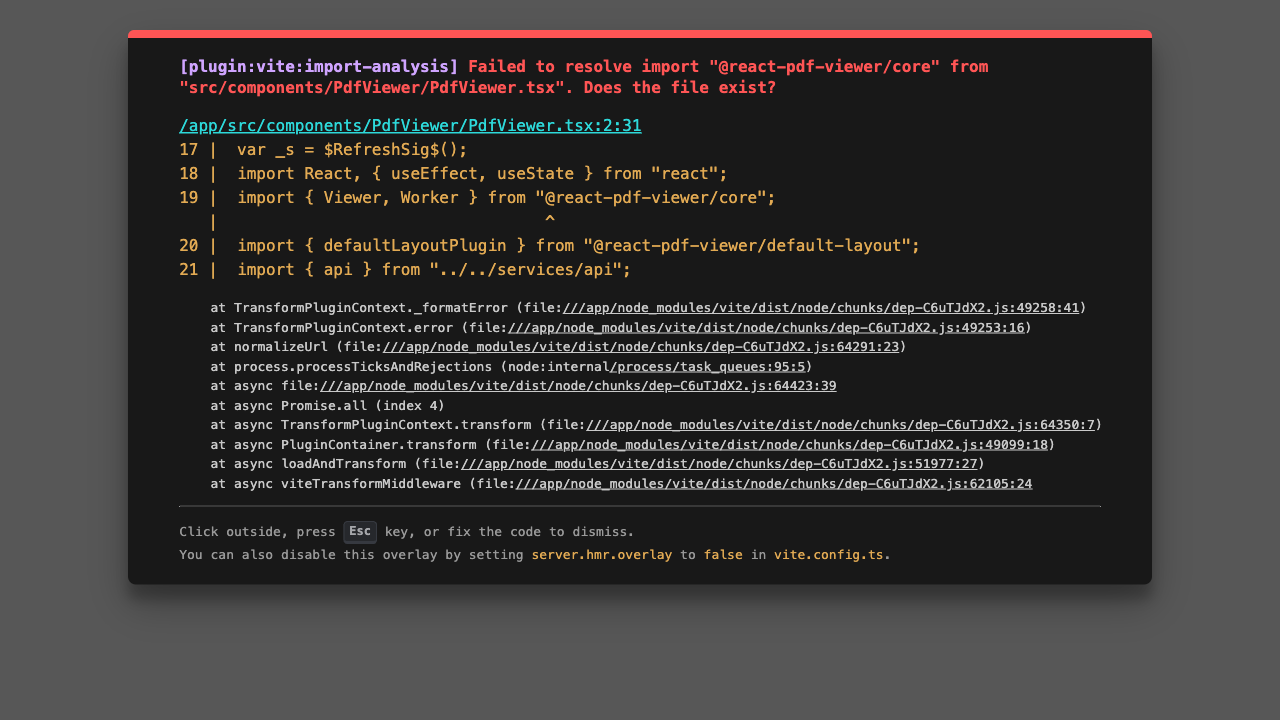 [plugin:vite:import-analysis] Failed to resolve import "@react-pdf-viewer/core" from
"src/components/PdfViewer/PdfViewer.tsx". Does the file exist?
/app/src/components/PdfViewer/PdfViewer.tsx:2:31
17 |  var _s = $RefreshSig$();
18 |  import React, { useEffect, useState } from "react";
19 |  import { Viewer, Worker } from "@react-pdf-viewer/core";
   |                                  ^
20 |  import { defaultLayoutPlugin } from "@react-pdf-viewer/default-layout";
21 |  import { api } from "../../services/api";
    at TransformPluginContext._formatError (file:///app/node_modules/vite/dist/node/chunks/dep-C6uTJdX2.js:49258:41)
    at TransformPluginContext.error (file:///app/node_modules/vite/dist/node/chunks/dep-C6uTJdX2.js:49253:16)
    at normalizeUrl (file:///app/node_modules/vite/dist/node/chunks/dep-C6uTJdX2.js:64291:23)
    at process.processTicksAndRejections (node:internal/process/task_queues:95:5)
    at async file:///app/node_modules/vite/dist/node/chunks/dep-C6uTJdX2.js:64423:39
    at async Promise.all (index 4)
    at async TransformPluginContext.transform (file:///app/node_modules/vite/dist/node/chunks/dep-C6uTJdX2.js:64350:7)
    at async PluginContainer.transform (file:///app/node_modules/vite/dist/node/chunks/dep-C6uTJdX2.js:49099:18)
    at async loadAndTransform (file:///app/node_modules/vite/dist/node/chunks/dep-C6uTJdX2.js:51977:27)
    at async viteTransformMiddleware (file:///app/node_modules/vite/dist/node/chunks/dep-C6uTJdX2.js:62105:24
Click outside, press Esc key, or fix the code to dismiss.
You can also disable this overlay by setting server.hmr.overlay to false in vite.config.ts.